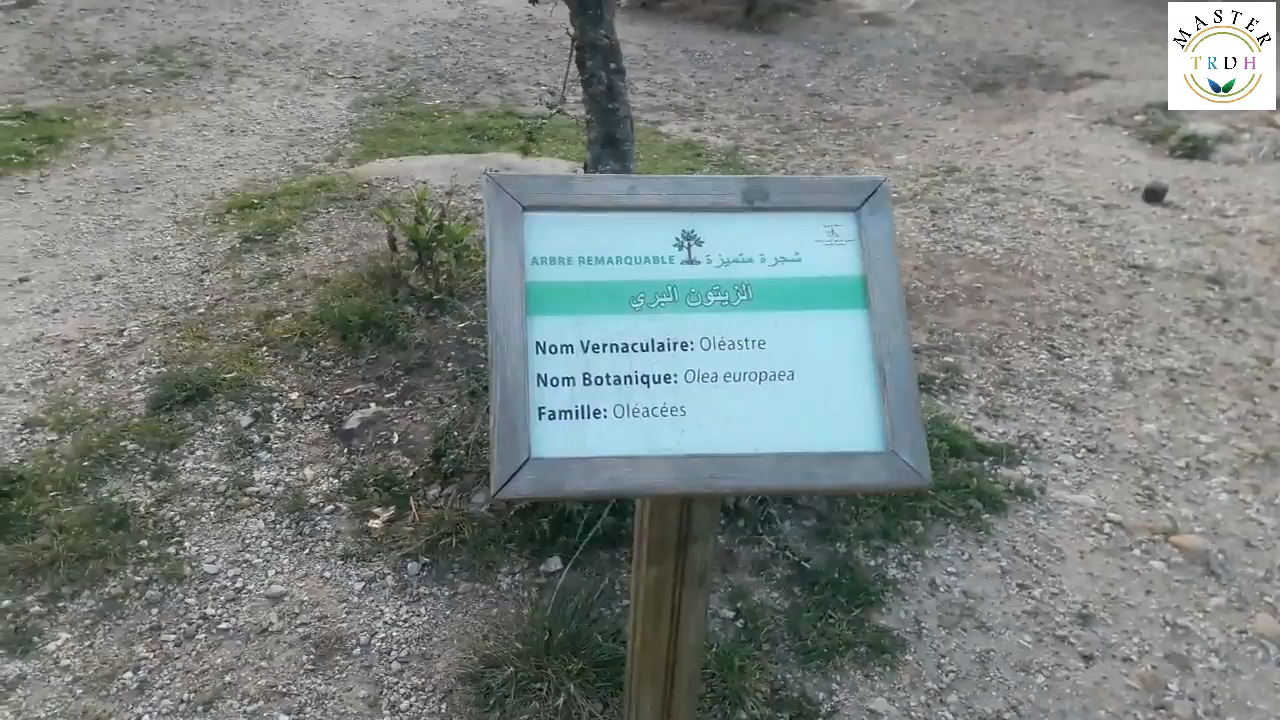 MASTER
TRDH
ARBRE REMARQUABLE شجرة متميزة
الزيتون البري
Nom Vernaculaire: Oléastre
Nom Botanique: Olea europaea
Famille: Oléacées